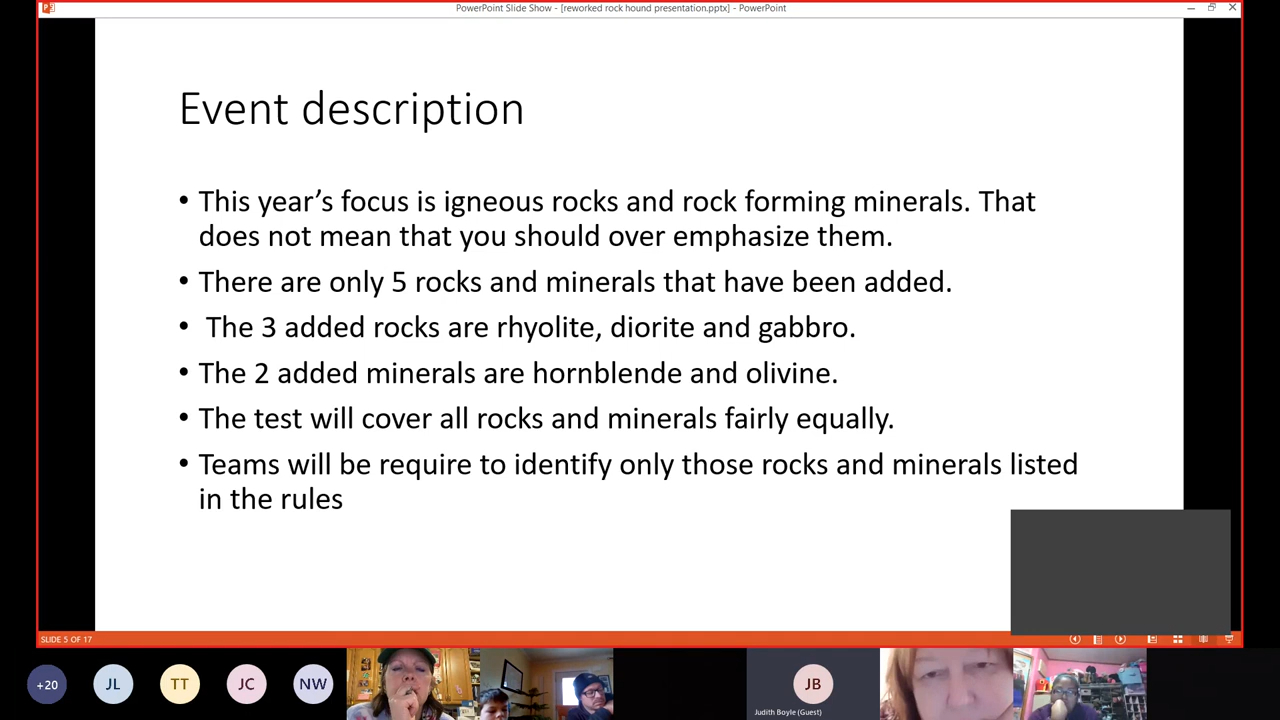 PowerPoint Slide Show - [reworked rock hound presentation.pptx] - PowerPoint
Event description
• This year’s focus is igneous rocks and rock forming minerals. That
does not mean that you should over emphasize them.
• There are only 5 rocks and minerals that have been added.
• The 3 added rocks are rhyolite, diorite and gabbro.
• The 2 added minerals are hornblende and olivine.
• The test will cover all rocks and minerals fairly equally.
• Teams will be require to identify only those rocks and minerals listed
in the rules
SLIDE 5 OF 17
+20 JL TT JC NW JB
Judith Boyle (Guest)